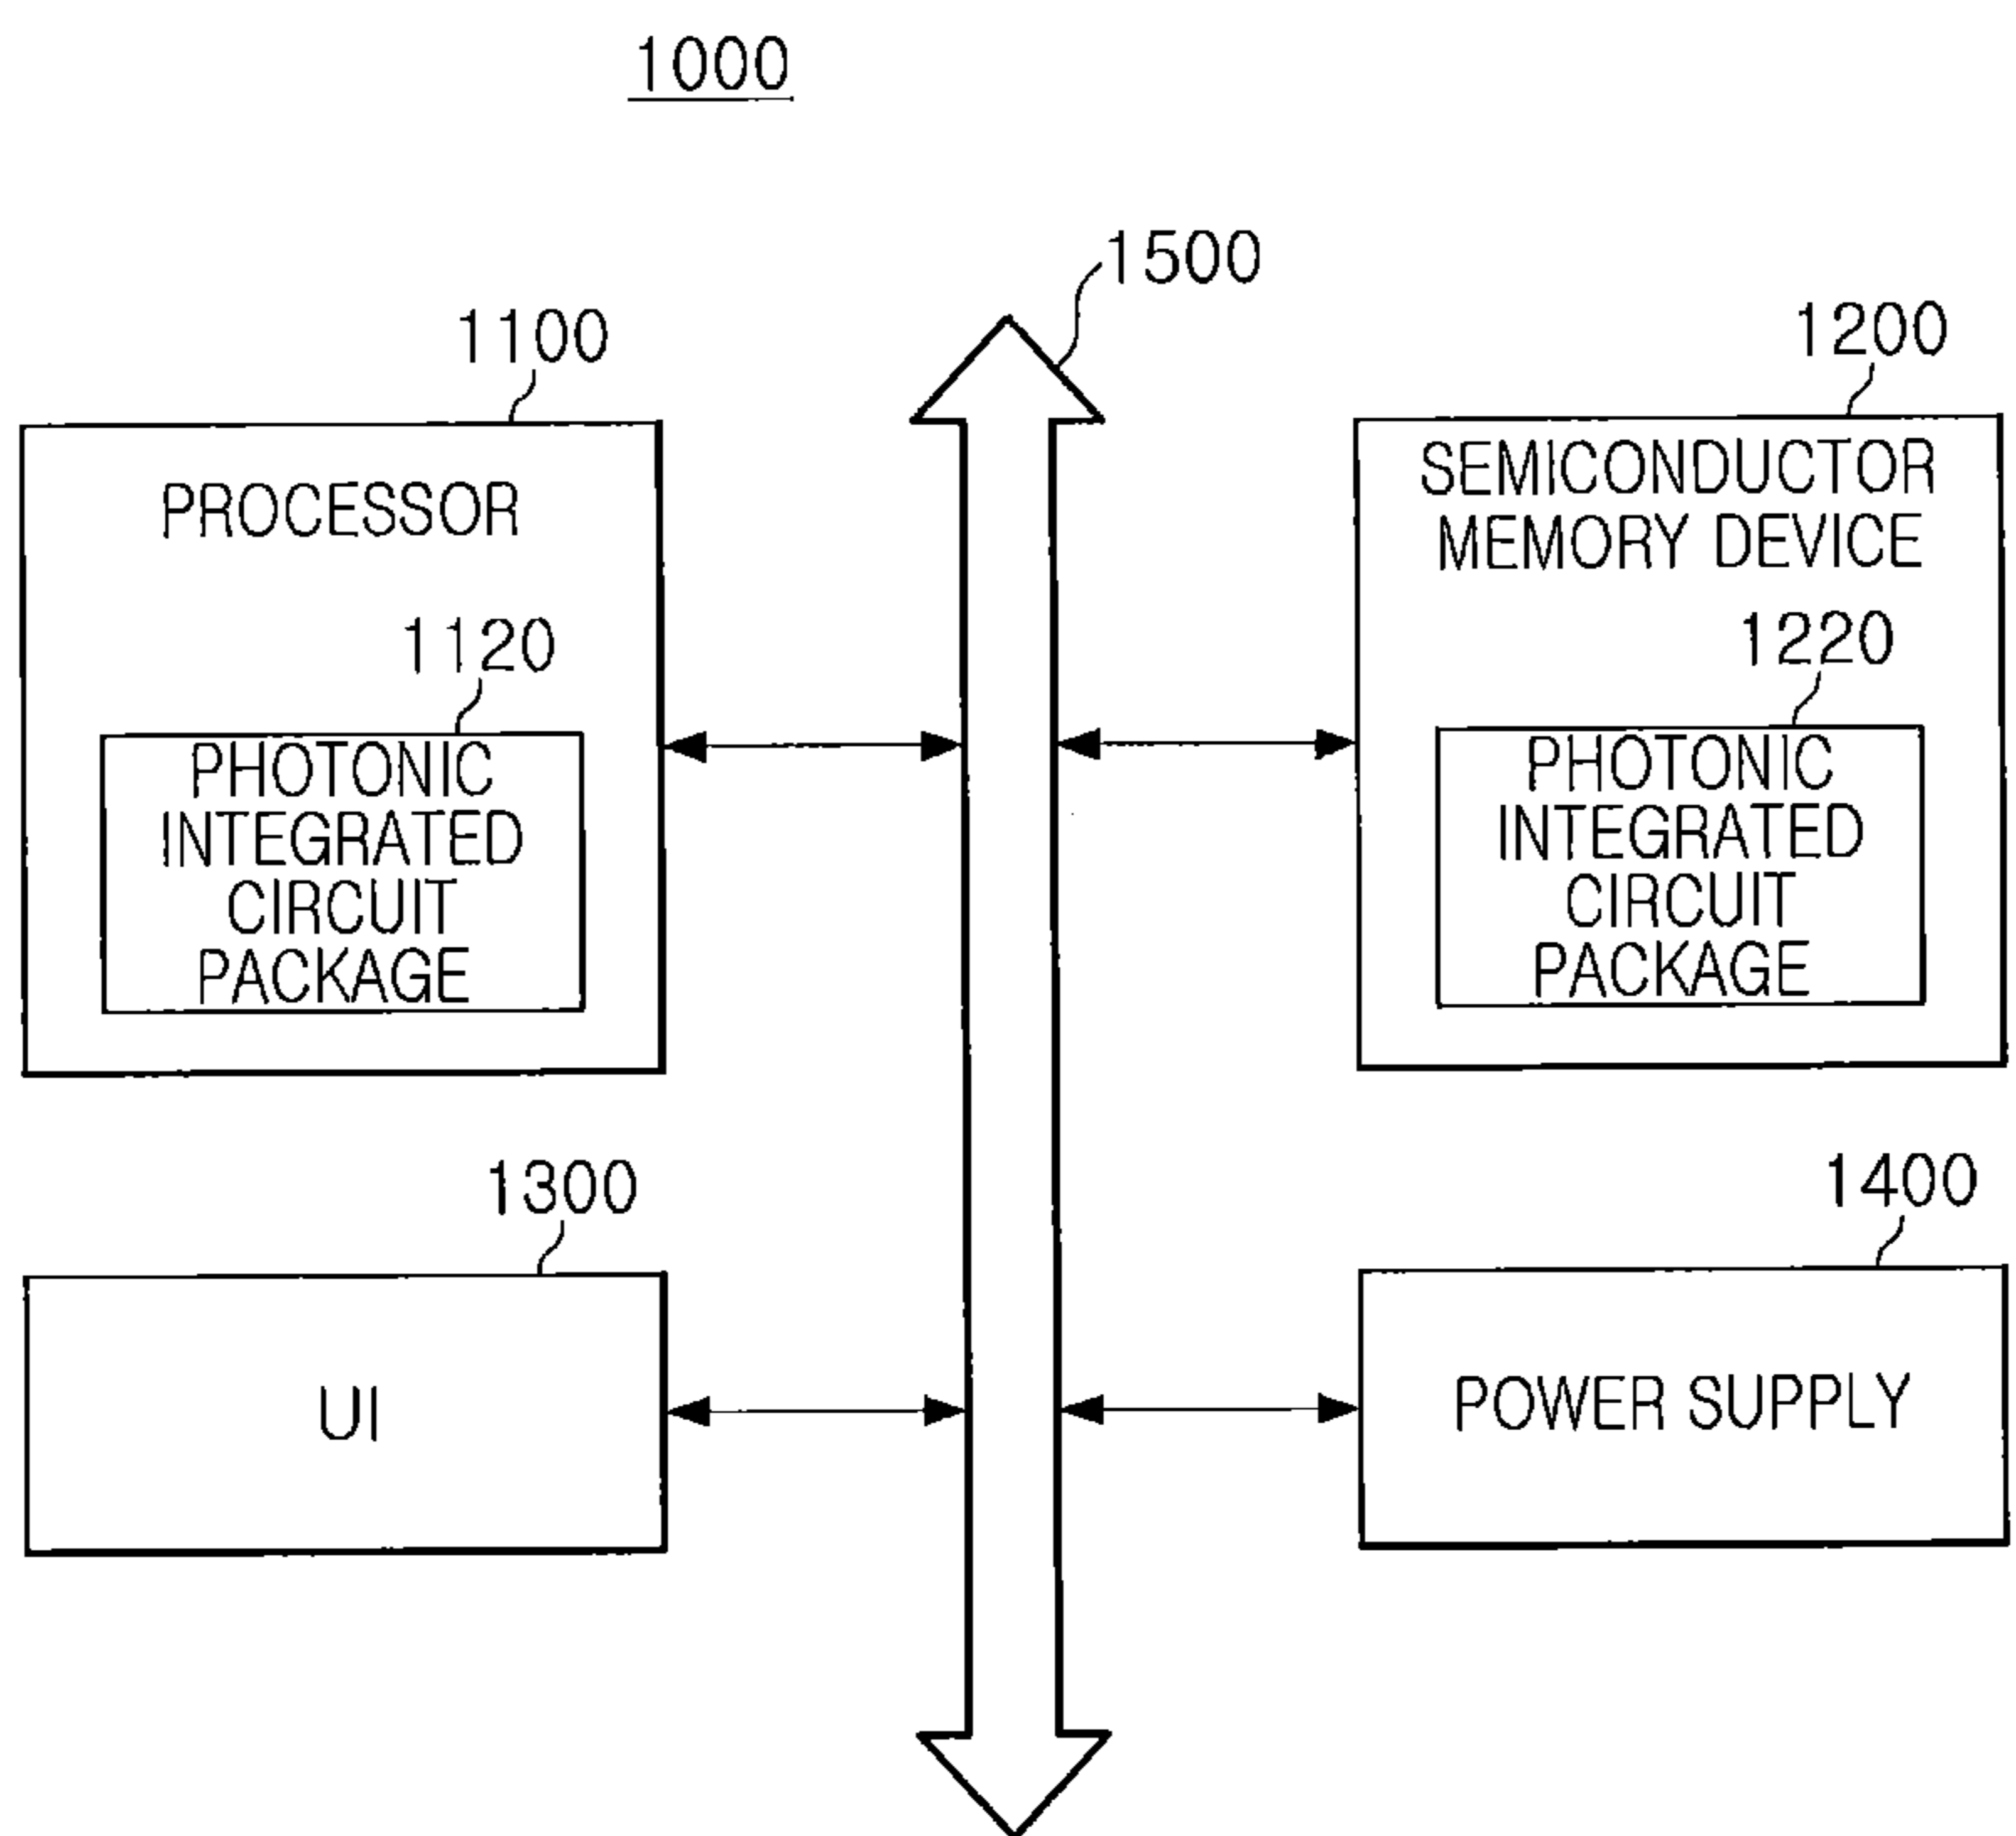 1000
1500
1100
1200
PROCESSOR
SEMICONDUCTOR
MEMORY DEVICE
1120
1220
PHOTONIC
INTEGRATED
CIRCUIT
PACKAGE
PHOTONIC
INTEGRATED
CIRCUIT
PACKAGE
1300
1400
UI
POWER SUPPLY